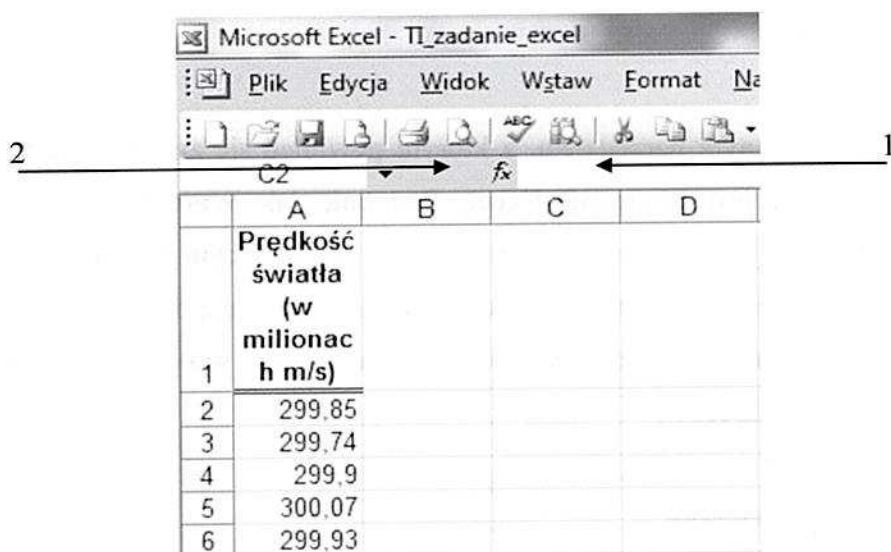 Microsoft Excel - TI_zadanie_excel
Plik Edycja Widok Wstaw Format Na
ABC
2 1
C2 fx
A B C D
Prędkość
światła
(w
milionac
1 h m/s)
2 299,85
3 299,74
4 299,9
5 300,07
6 299,93